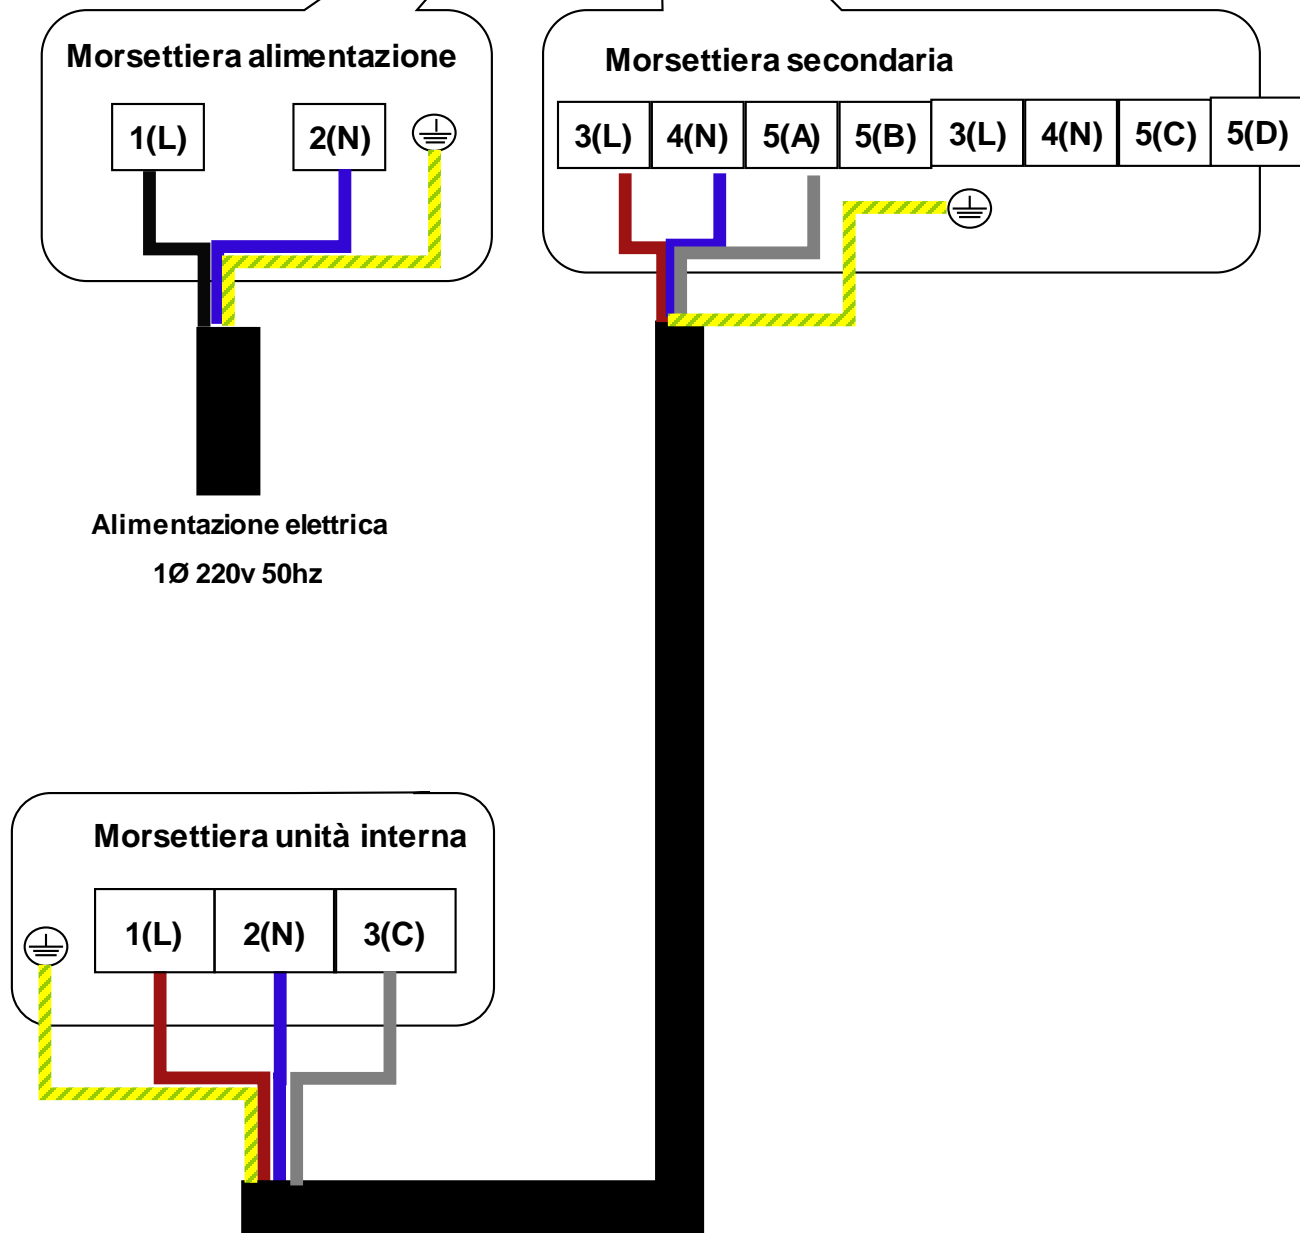 Morsettiera alimentazione
1(L) 2(N)
Alimentazione elettrica
1Ø 220v 50hz
Morsettiera secondaria
3(L) 4(N) 5(A) 5(B) 3(L) 4(N) 5(C) 5(D)
Morsettiera unità interna
1(L) 2(N) 3(C)